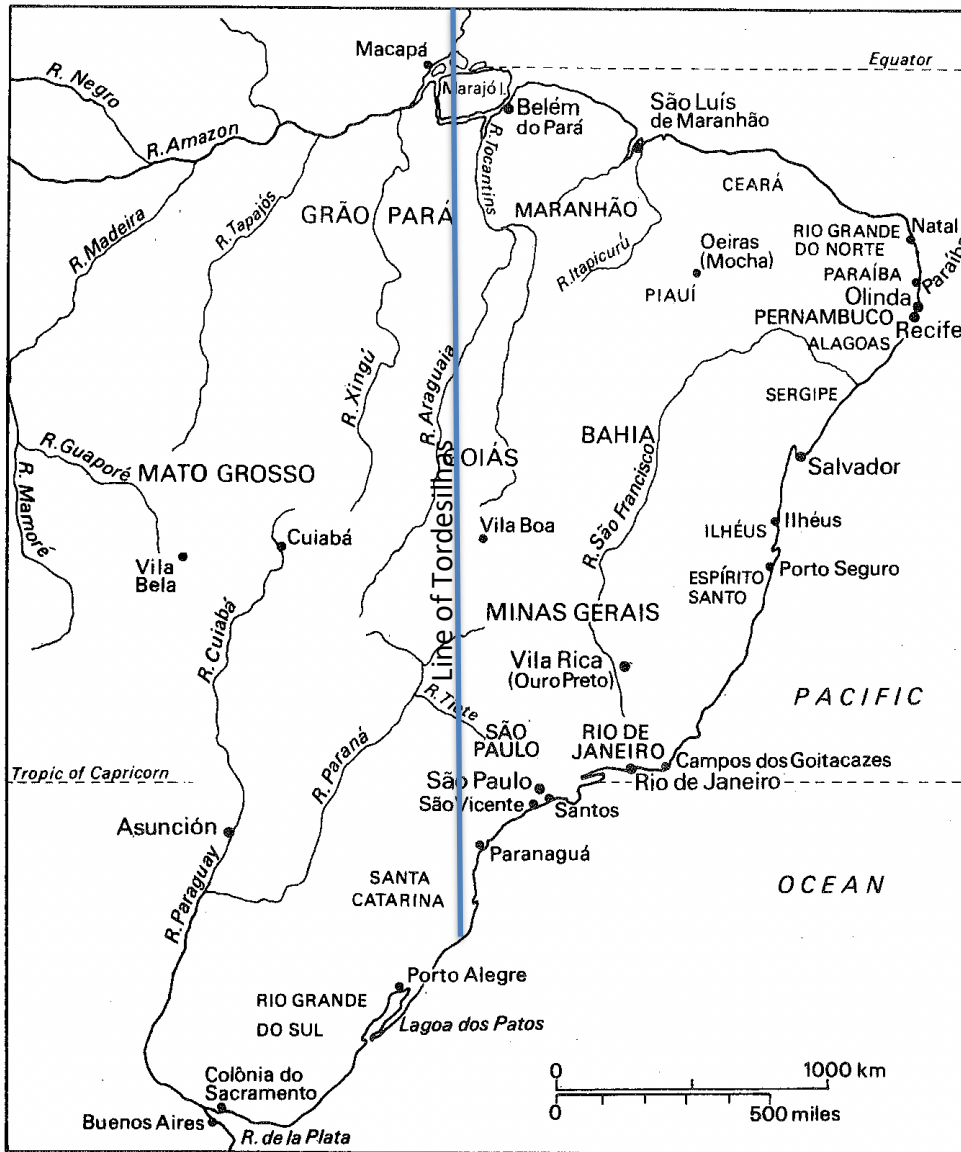 Macapá
Equator
R. Negro
Marajó I.
Belém
do Pará
São Luís
de Maranhão
R. Amazon
R. Tocantins
CEARÁ
R. Madeira
R. Tapajós
GRÃO PARÁ
MARANHÃO
RIO GRANDE
DO NORTE
Natal
Oeiras
(Mocha)
R. Itapicurú
PIAUÍ
PARAÍBA
Paraíba
Olinda
PERNAMBUCO
Recife
ALAGOAS
R. Xingú
R. Araguaia
SERGIPE
R. Guaporé
BAHIA
MATO GROSSO
OIÁS
Salvador
R. Mamoré
R. São Francisco
Line of Tordesilhas
Vila Boa
ILHÉUS
Ilhéus
Cuiabá
Vila
Bela
ESPÍRITO
SANTO
Porto Seguro
MINAS GERAIS
R. Cuiabá
Vila Rica
(Ouro Preto)
R. Tiete
PACIFIC
R. Paraná
SÃO
PAULO
RIO DE
JANEIRO
Campos dos Goitacazes
Tropic of Capricorn
São Paulo
Rio de Janeiro
São Vicente
Santos
Asunción
Paranaguá
R. Paraguay
SANTA
CATARINA
OCEAN
Porto Alegre
RIO GRANDE
DO SUL
Lagoa dos Patos
0 1000 km
Colônia do
Sacramento
0 500 miles
Buenos Aires
R. de la Plata